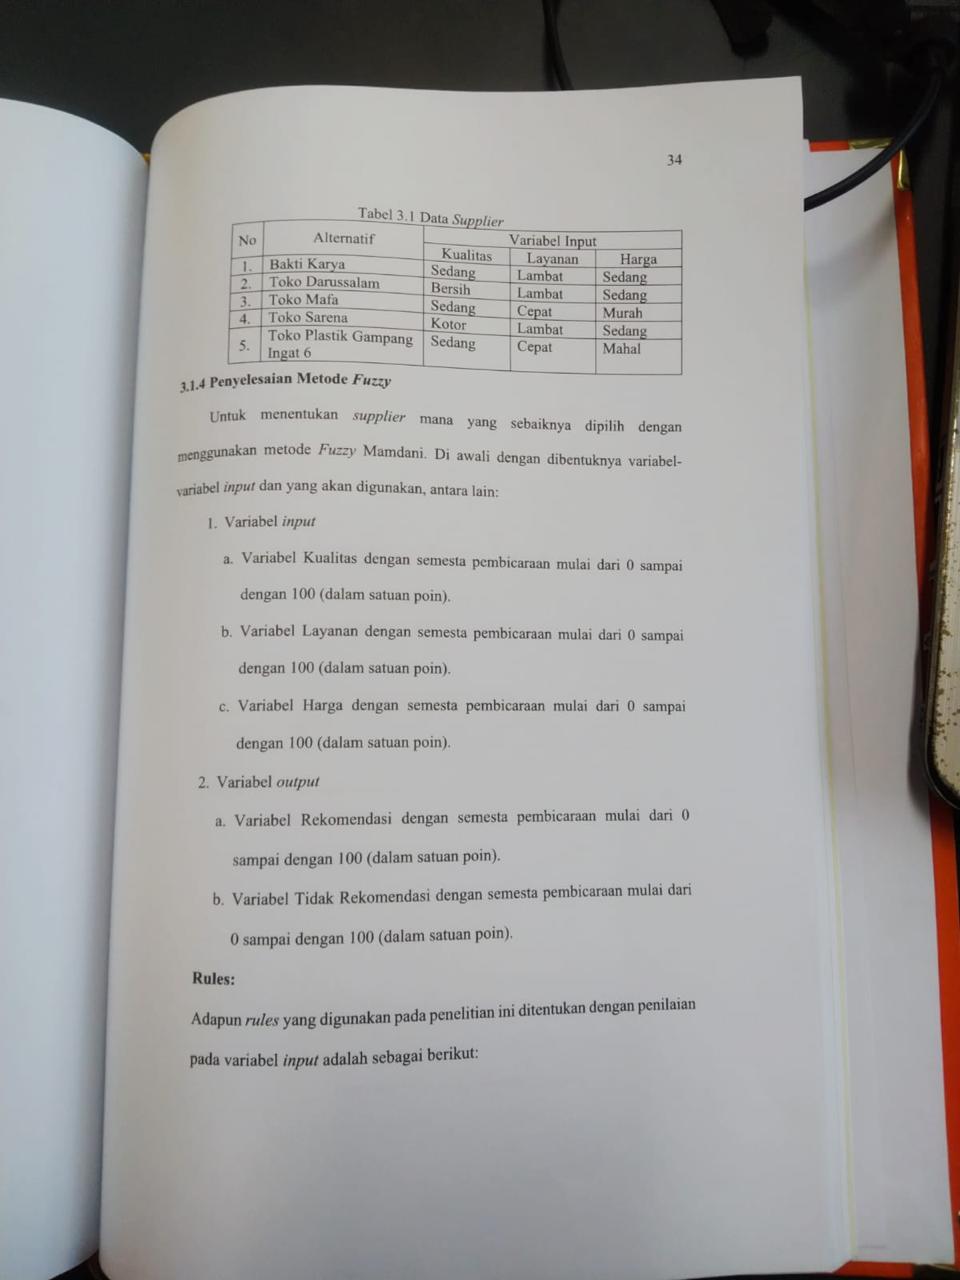 34
Tabel 3.1 Data Supplier
No Alternatif Variabel Input
Kualitas Layanan Harga
1. Bakti Karya Sedang Lambat Sedang
2. Toko Darussalam Bersih Lambat Sedang
3. Toko Mafa Sedang Cepat Murah
4. Toko Sarena Kotor Lambat Sedang
5. Toko Plastik Gampang Sedang Cepat Mahal
Ingat 6
3.1.4 Penyelesaian Metode Fuzzy
Untuk menentukan supplier mana yang sebaiknya dipilih dengan
menggunakan metode Fuzzy Mamdani. Di awali dengan dibentuknya variabel-
variabel input dan yang akan digunakan, antara lain:
1. Variabel input
a. Variabel Kualitas dengan semesta pembicaraan mulai dari 0 sampai
dengan 100 (dalam satuan poin).
b. Variabel Layanan dengan semesta pembicaraan mulai dari 0 sampai
dengan 100 (dalam satuan poin).
c. Variabel Harga dengan semesta pembicaraan mulai dari 0 sampai
dengan 100 (dalam satuan poin).
2. Variabel output
a. Variabel Rekomendasi dengan semesta pembicaraan mulai dari 0
sampai dengan 100 (dalam satuan poin).
b. Variabel Tidak Rekomendasi dengan semesta pembicaraan mulai dari
0 sampai dengan 100 (dalam satuan poin).
Rules:
Adapun rules yang digunakan pada penelitian ini ditentukan dengan penilaian
pada variabel input adalah sebagai berikut: